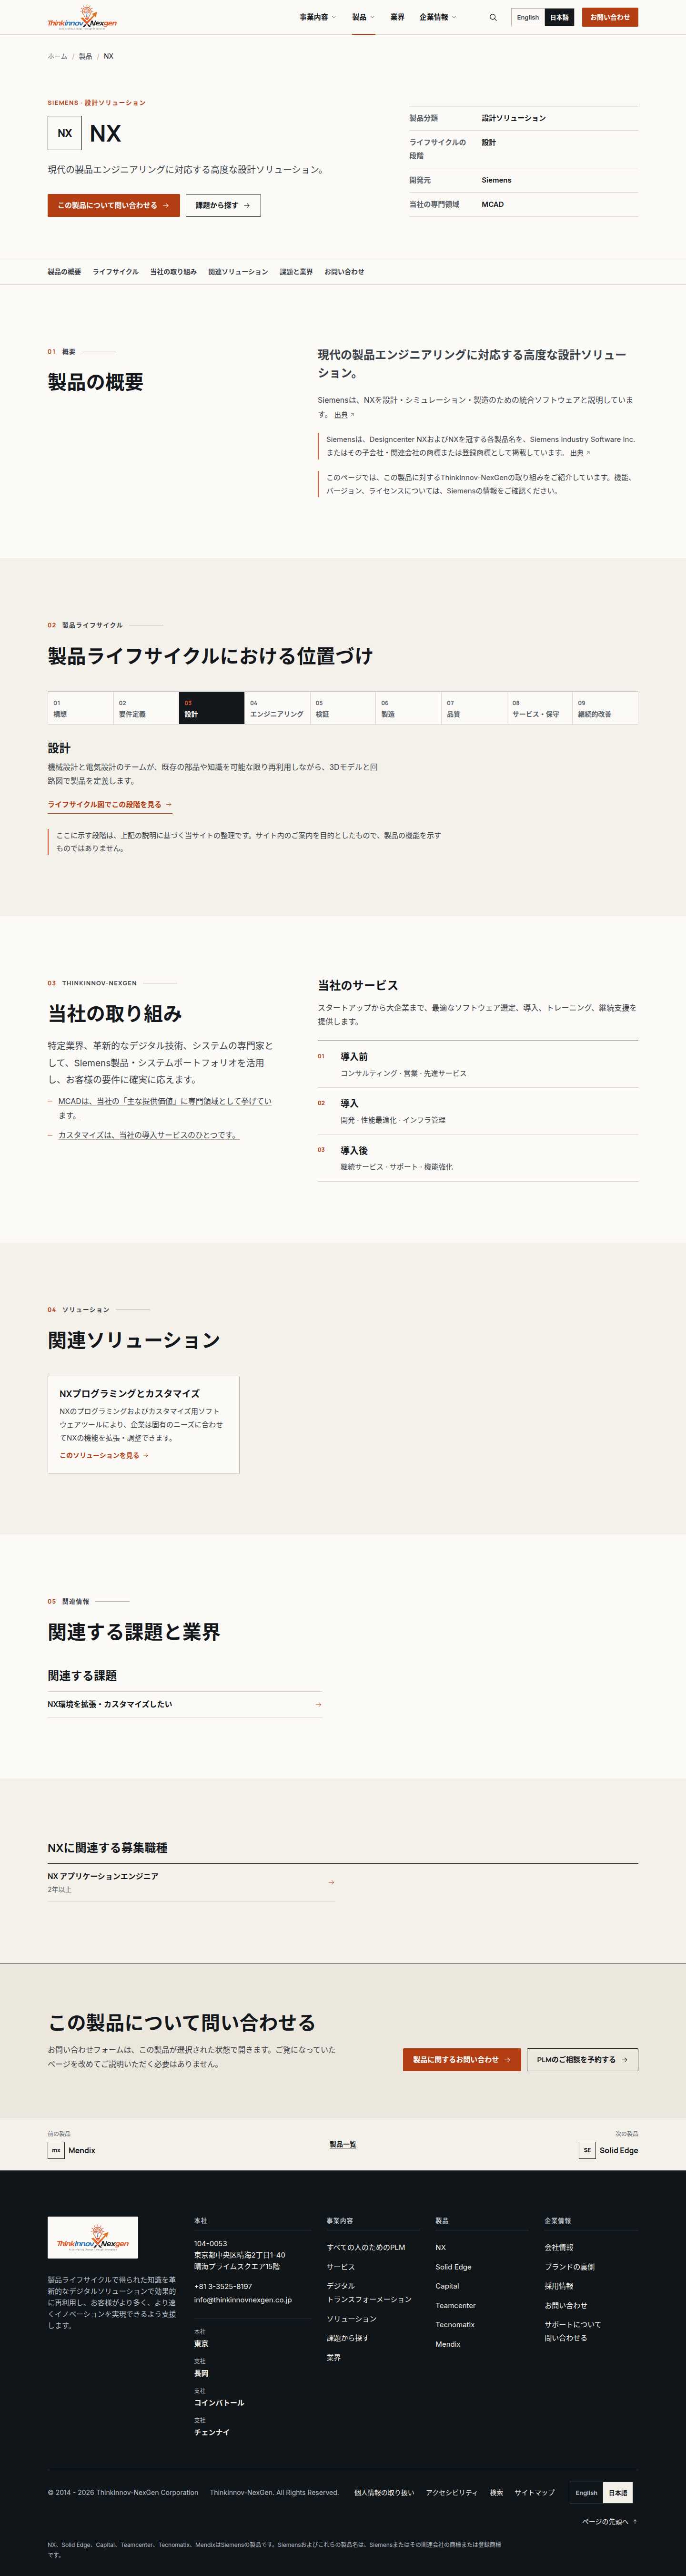 ThinkinnovNexgen
事業内容
製品
業界
企業情報
English
日本語
お問い合わせ
ホーム / 製品 / NX
SIEMENS · 設計ソリューション
NX
NX
現代の製品エンジニアリングに対応する高度な設計ソリューション。
この製品について問い合わせる →
課題から探す →
製品分類 設計ソリューション
ライフサイクルの
段階
設計
開発元 Siemens
当社の専門領域 MCAD
製品の概要
ライフサイクル
当社の取り組み
関連ソリューション
課題と業界
お問い合わせ
01 概要
製品の概要
現代の製品エンジニアリングに対応する高度な設計ソリュー
ション。
Siemensは、NXを設計・シミュレーション・製造のための統合ソフトウェアと説明していま
す。 出典 ↗
Siemensは、Designcenter NXおよびNXを冠する各製品名を、Siemens Industry Software Inc.
またはその子会社・関連会社の商標または登録商標として掲載しています。 出典 ↗
このページでは、この製品に対するThinkInnov-NexGenの取り組みをご紹介しています。機能、
バージョン、ライセンスについては、Siemensの情報をご確認ください。
02 製品ライフサイクル
製品ライフサイクルにおける位置づけ
01
構想
02
要件定義
03
設計
04
エンジニアリング
05
検証
06
製造
07
品質
08
サービス・保守
09
継続的改善
設計
機械設計と電気設計のチームが、既存の部品や知識を可能な限り再利用しながら、3Dモデルと回
路図で製品を定義します。
ライフサイクル図でこの段階を見る →
ここに示す段階は、上記の説明に基づく当サイトの整理です。サイト内のご案内を目的としたもので、製品の機能を示す
ものではありません。
03 THINKINNOV-NEXGEN
当社の取り組み
特定業界、革新的なデジタル技術、システムの専門家と
して、Siemens製品・システムポートフォリオを活用
し、お客様の要件に確実に応えます。
— MCADは、当社の「主な提供価値」に専門領域として挙げてい
ます。
— カスタマイズは、当社の導入サービスのひとつです。
当社のサービス
スタートアップから大企業まで、最適なソフトウェア選定、導入、トレーニング、継続支援を
提供します。
01 導入前
コンサルティング · 営業 · 先進サービス
02 導入
開発 · 性能最適化 · インフラ管理
03 導入後
継続サービス · サポート · 機能強化
04 ソリューション
関連ソリューション
NXプログラミングとカスタマイズ
NXのプログラミングおよびカスタマイズ用ソフト
ウェアツールにより、企業は固有のニーズに合わせ
てNXの機能を拡張・調整できます。
このソリューションを見る →
05 関連情報
関連する課題と業界
関連する課題
NX環境を拡張・カスタマイズしたい →
NXに関連する募集職種
NX アプリケーションエンジニア
2年以上
→
この製品について問い合わせる
お問い合わせフォームは、この製品が選択された状態で開きます。ご覧になっていた
ページを改めてご説明いただく必要はありません。
製品に関するお問い合わせ →
PLMのご相談を予約する →
前の製品
mx Mendix
製品一覧
次の製品
SE Solid Edge
ThinkinnovNexgen
製品ライフサイクルで得られた知識を革
新的なデジタルソリューションで効果的
に再利用し、お客様がより多く、より速
くイノベーションを実現できるよう支援
します。
本社
104-0053
東京都中央区晴海2丁目1-40
晴海プライムスクエア15階
+81 3-3525-8197
info@thinkinnovnexgen.co.jp
本社
東京
支社
長岡
支社
コインバトール
支社
チェンナイ
事業内容
すべての人のためのPLM
サービス
デジタル
トランスフォーメーション
ソリューション
課題から探す
業界
製品
NX
Solid Edge
Capital
Teamcenter
Tecnomatix
Mendix
企業情報
会社情報
ブランドの裏側
採用情報
お問い合わせ
サポートについて
問い合わせる
© 2014 - 2026 ThinkInnov-NexGen Corporation
ThinkInnov-NexGen. All Rights Reserved.
個人情報の取り扱い
アクセシビリティ
検索
サイトマップ
English
日本語
ページの先頭へ ↑
NX、Solid Edge、Capital、Teamcenter、Tecnomatix、MendixはSiemensの製品です。Siemensおよびこれらの製品名は、Siemensまたはその関連会社の商標または登録商標
です。